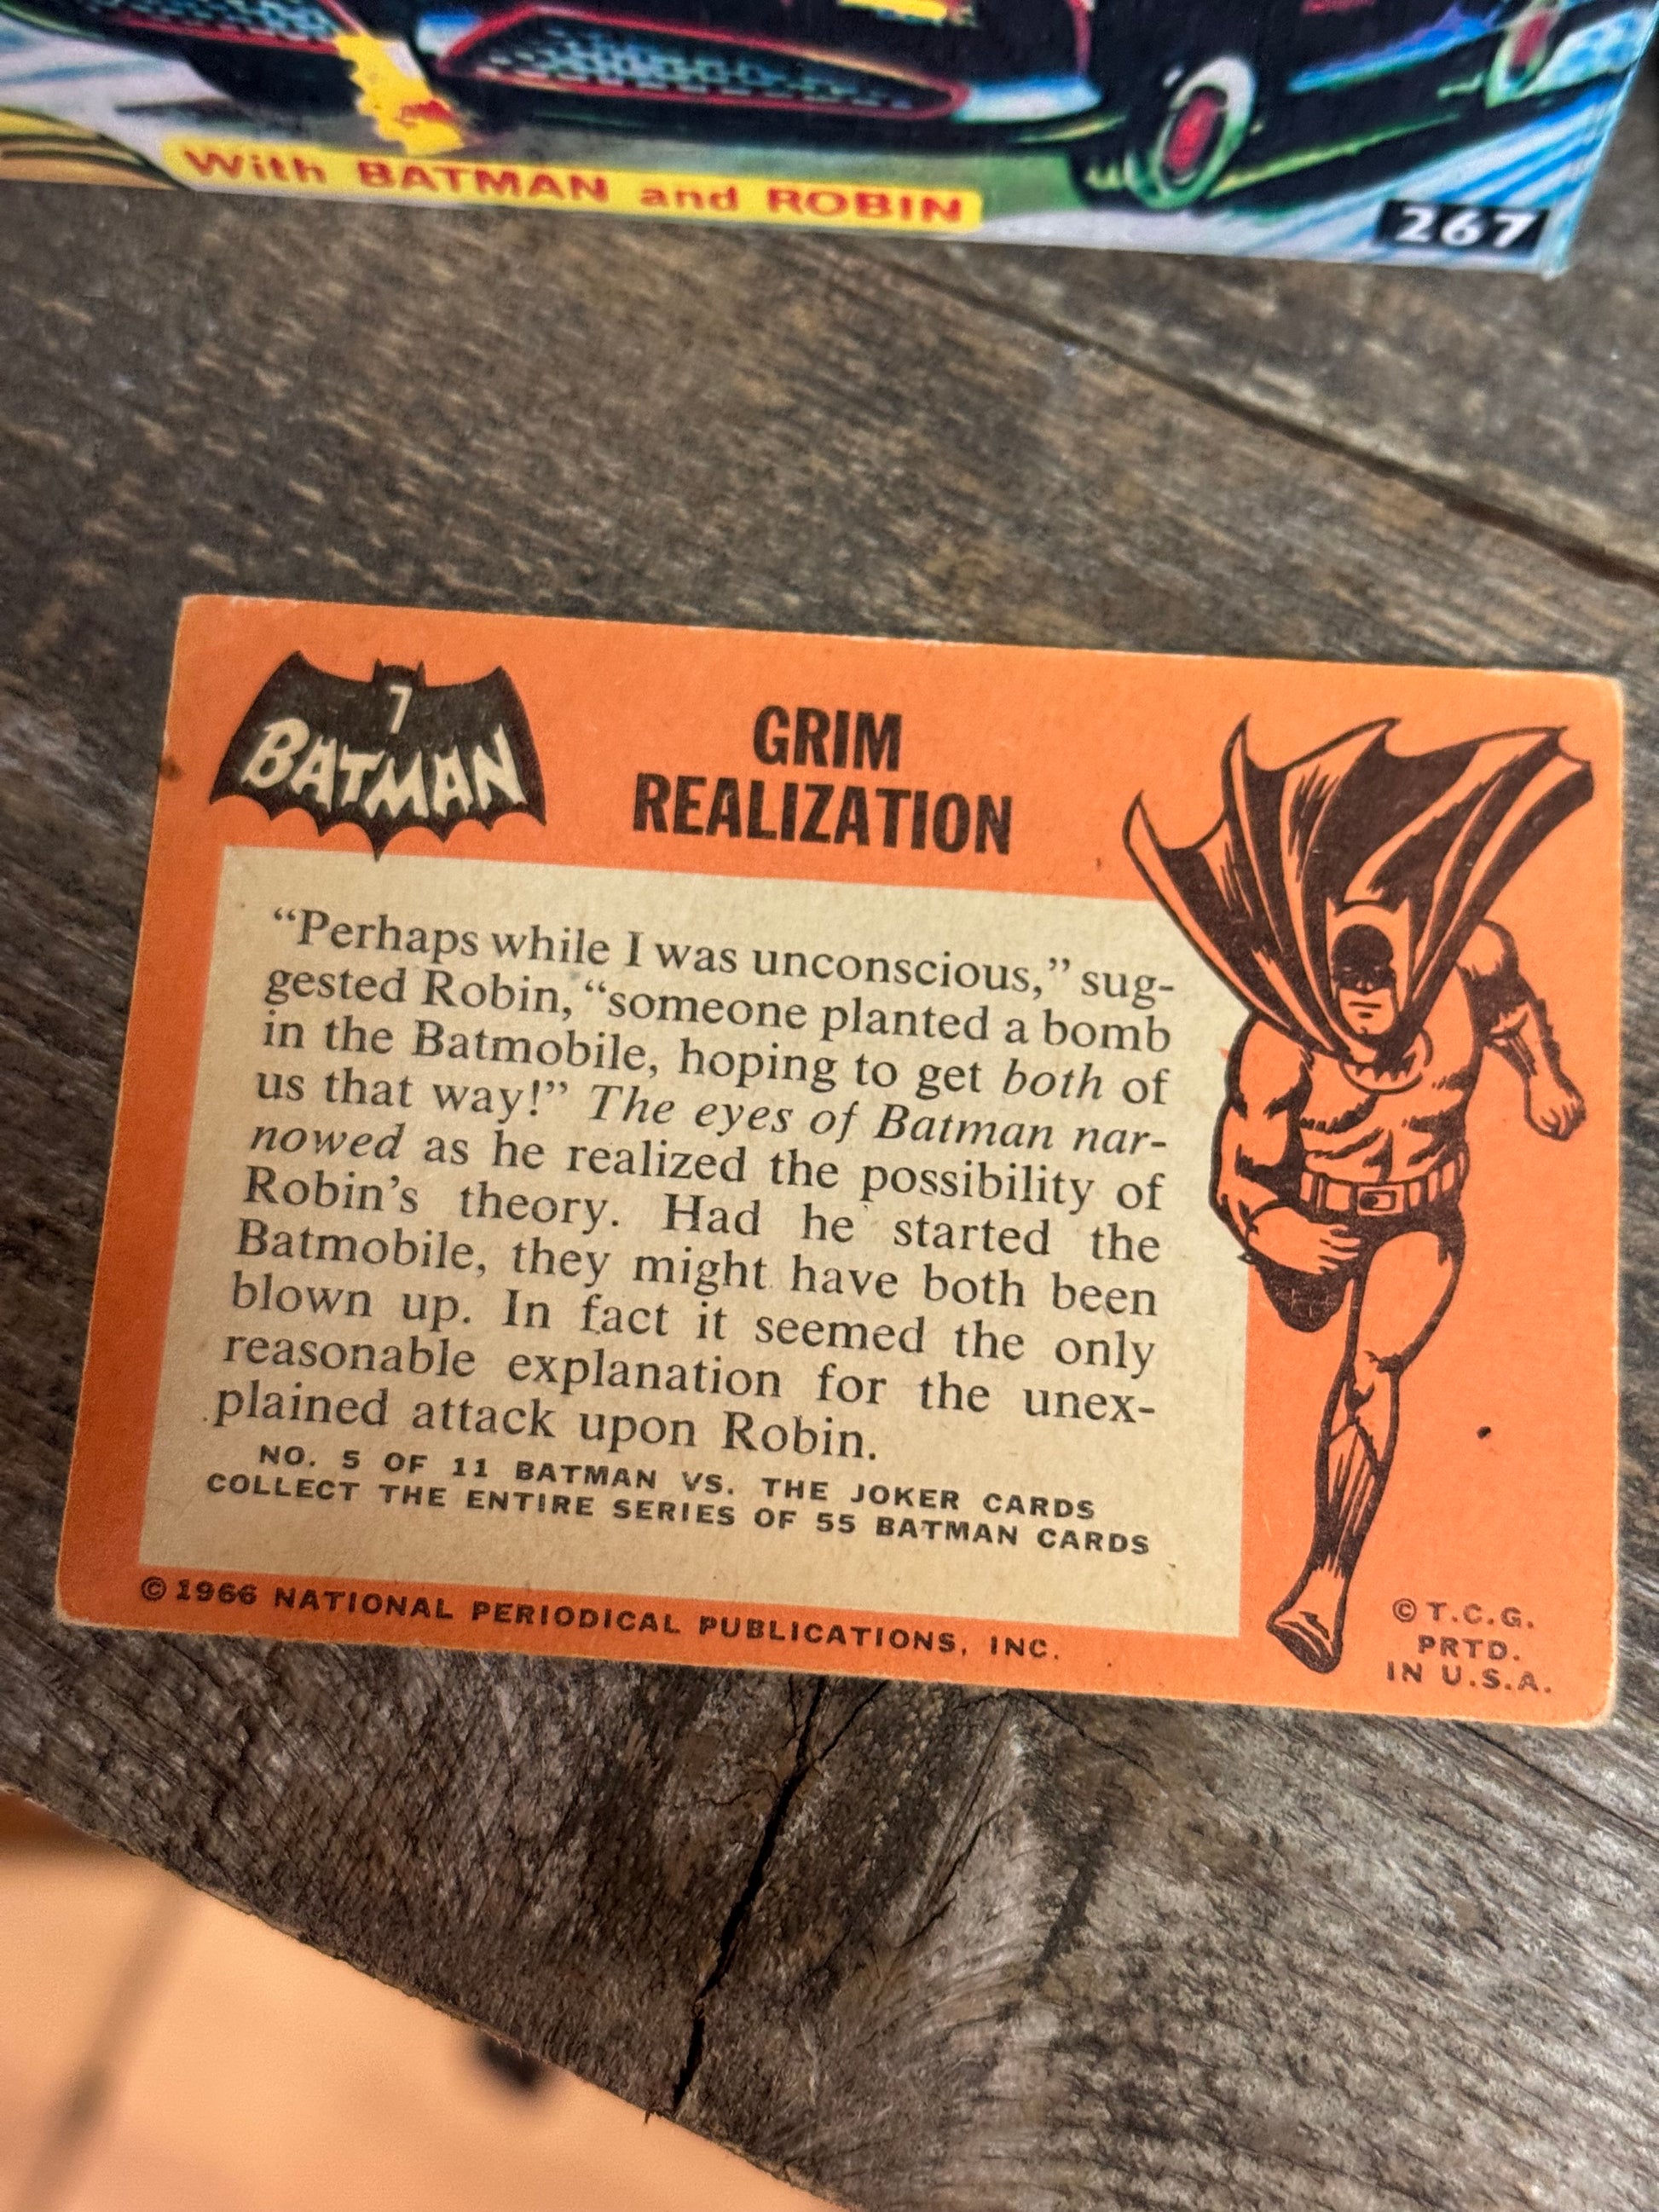 With BATMAN and ROBIN
267
7
BATMAN
GRIM
REALIZATION
“Perhaps while I was unconscious,” sug-
gested Robin, “someone planted a bomb
in the Batmobile, hoping to get both of
us that way!” The eyes of Batman nar-
nowed as he realized the possibility of
Robin’s theory. Had he started the
Batmobile, they might have both been
blown up. In fact it seemed the only
reasonable explanation for the unex-
plained attack upon Robin.
NO. 5 OF 11 BATMAN VS. THE JOKER CARDS
COLLECT THE ENTIRE SERIES OF 55 BATMAN CARDS
© 1966 NATIONAL PERIODICAL PUBLICATIONS, INC.
© T.C.G.
PRTD.
IN U.S.A.